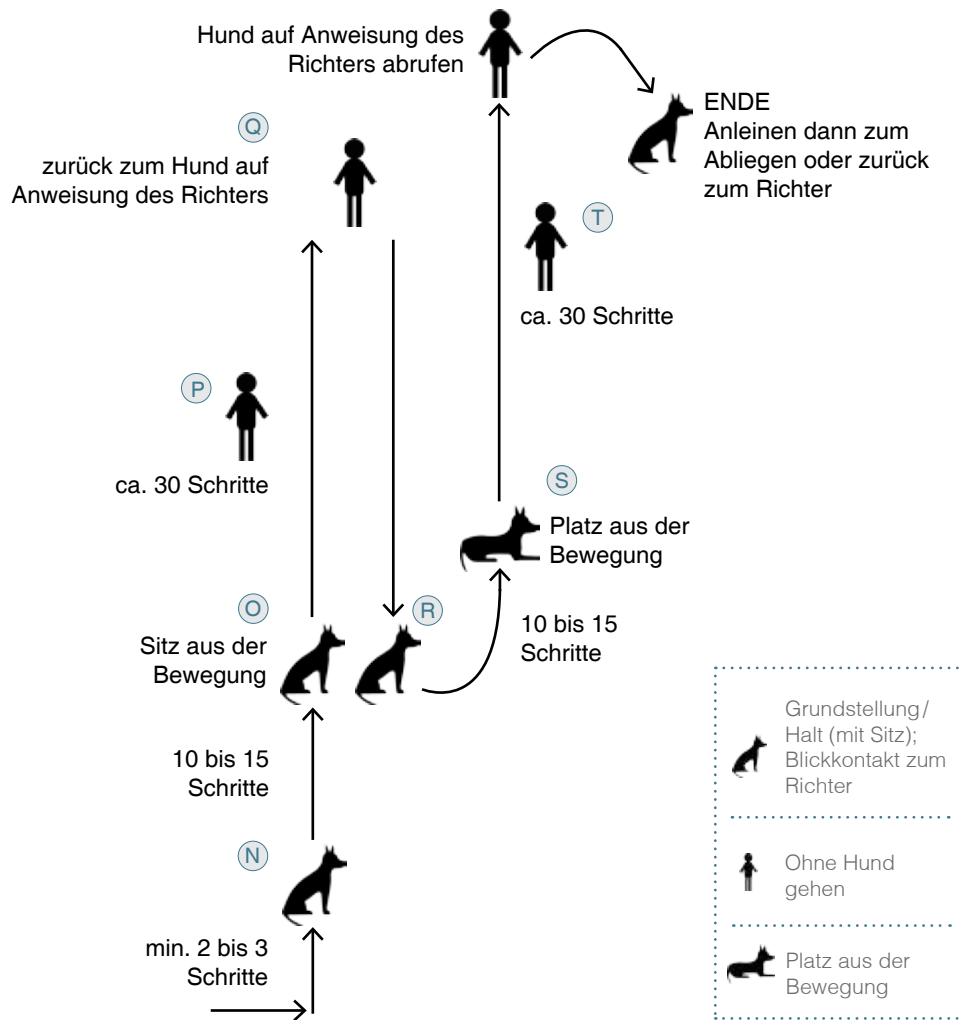 Hund auf Anweisung des
Richters abrufen
ENDE
Anleinen dann zum
Abliegen oder zurück
zum Richter
Q
zurück zum Hund auf
Anweisung des Richters
T
ca. 30 Schritte
P
ca. 30 Schritte
S
Platz aus der
Bewegung
O
Sitz aus der
Bewegung
R
10 bis 15
Schritte
10 bis 15
Schritte
N
min. 2 bis 3
Schritte
Grundstellung/
Halt (mit Sitz);
Blickkontakt zum
Richter
Ohne Hund
gehen
Platz aus der
Bewegung